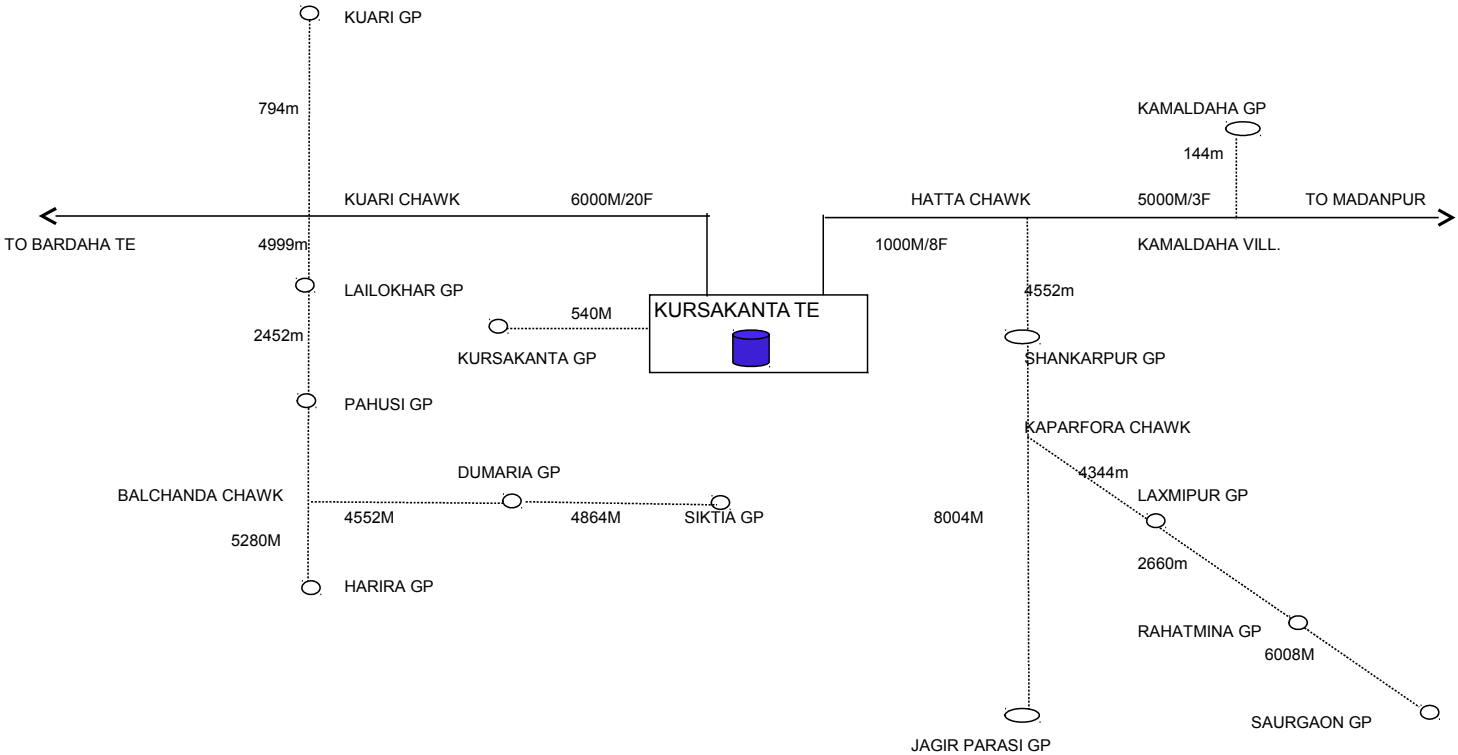 KUARI GP
794m
KAMALDAHA GP
144m
KUARI CHAWK
6000M/20F
HATTA CHAWK
5000M/3F
TO MADANPUR
TO BARDAHA TE
4999m
1000M/8F
KAMALDAHA VILL.
LAILOKHAR GP
4552m
540M
KURSAKANTA TE
2452m
KURSAKANTA GP
SHANKARPUR GP
PAHUSI GP
KAPARFORA CHAWK
DUMARIA GP
4344m
BALCHANDA CHAWK
LAXMIPUR GP
4552M
4864M
SIKTIA GP
8004M
5280M
2660m
HARIRA GP
RAHATMINA GP
6008M
SAURGAON GP
JAGIR PARASI GP